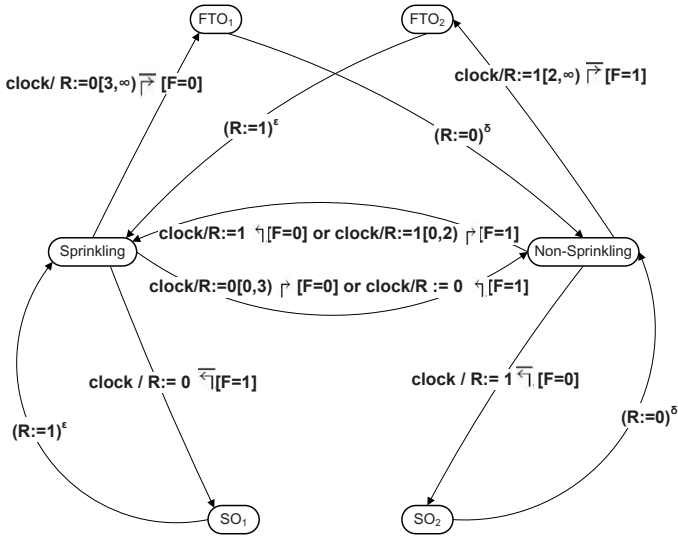 FTO₁
FTO₂
clock/ R:=0[3,∞) [F=0]
clock/R:=1[2,∞) [F=1]
(R:=1)^ε
(R:=0)^δ
Sprinkling
clock/R:=1 ↰[F=0] or clock/R:=1[0,2) ↱[F=1]
Non-Sprinkling
clock/R:=0[0,3) ↱ [F=0] or clock/R := 0 ↰[F=1]
clock / R:= 0 [F=1]
clock / R:= 1 [F=0]
(R:=1)^ε
(R:=0)^δ
SO₁
SO₂